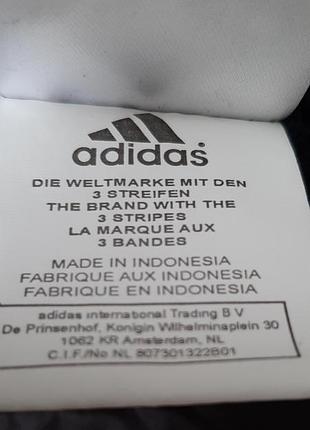 adidas
DIE WELTMARKE MIT DEN
3 STREIFEN
THE BRAND WITH THE
3 STRIPES
LA MARQUE AUX
3 BANDES
MADE IN INDONESIA
FABRIQUE AUX INDONESIA
FABRIQUE EN INDONESIA
adidas International Trading B V
De Prinsenhof, Konigin Wilhelminaplein 30
1062 KR Amsterdam, NL
C.I.F./No NL 807301322B01